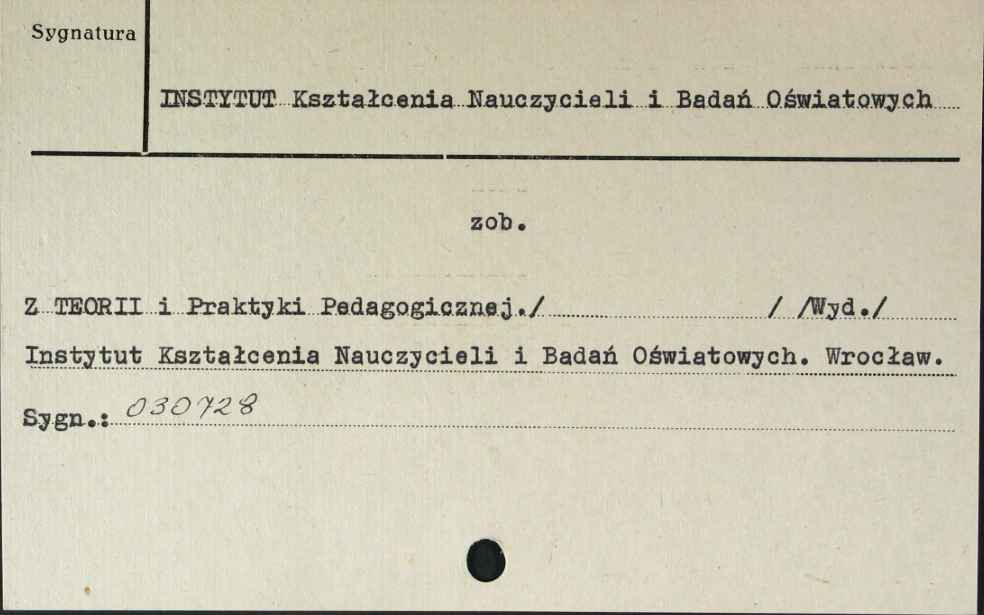 Sygnatura
INSTYTUT Kształcenia Nauczycieli i Badań Oświatowych
zob.
Z TEORII i Praktyki Pedagogicznej./ / /Wyd./
Instytut Kształcenia Nauczycieli i Badań Oświatowych. Wrocław.
Sygn.: 030728